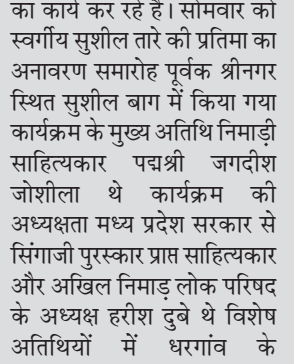 का कार्य कर रहे हैं। सोमवार को
स्वर्गीय सुशील तारे की प्रतिमा का
अनावरण समारोह पूर्वक श्रीनगर
स्थित सुशील बाग में किया गया
कार्यक्रम के मुख्य अतिथि निमाड़ी
साहित्यकार पद्मश्री जगदीश
जोशीला थे कार्यक्रम की
अध्यक्षता मध्य प्रदेश सरकार से
सिंगाजी पुरस्कार प्राप्त साहित्यकार
और अखिल निमाड़ लोक परिषद
के अध्यक्ष हरीश दुबे थे विशेष
अतिथियों में धरगांव के